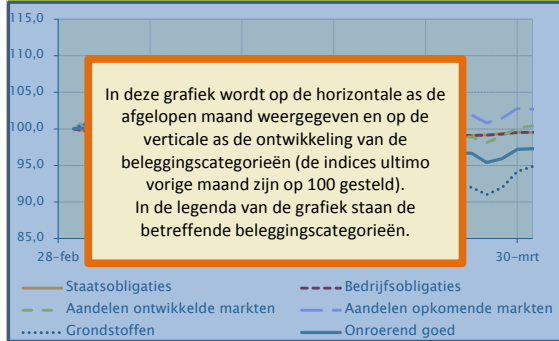 115,0
110,0
105,0
100,0
95,0
90,0
85,0
In deze grafiek wordt op de horizontale as de
afgelopen maand weergegeven en op de
verticale as de ontwikkeling van de
beleggingscategorieën (de indices ultimo
vorige maand zijn op 100 gesteld).
In de legenda van de grafiek staan de
betreffende beleggingscategorieën.
28-feb
30-mrt
Staatsobligaties
Bedrijfsobligaties
Aandelen ontwikkelde markten
Aandelen opkomende markten
Grondstoffen
Onroerend goed